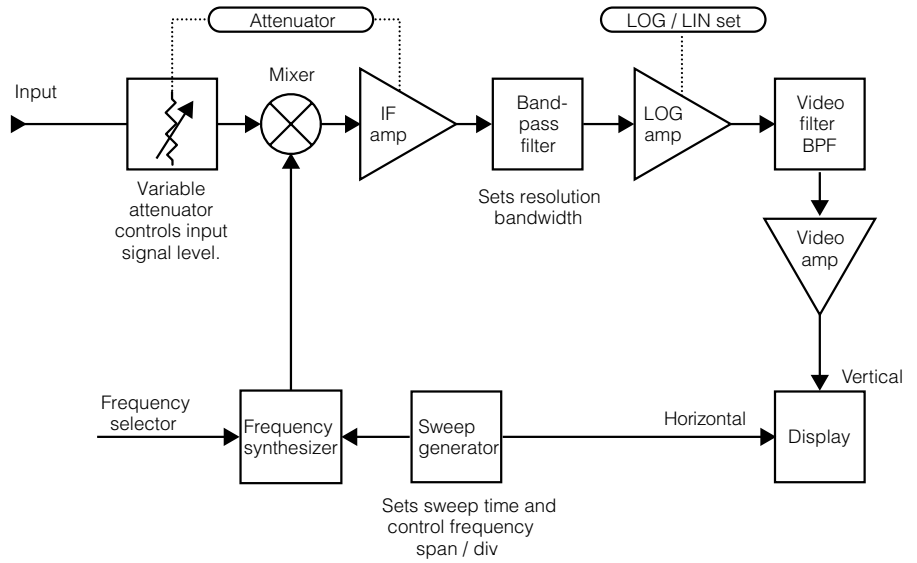 Attenuator
LOG / LIN set
Input
Mixer
IF
amp
Band-
pass
filter
LOG
amp
Video
filter
BPF
Variable
attenuator
controls input
signal level.
Sets resolution
bandwidth
Video
amp
Vertical
Frequency
selector
Frequency
synthesizer
Sweep
generator
Horizontal
Display
Sets sweep time and
control frequency
span / div